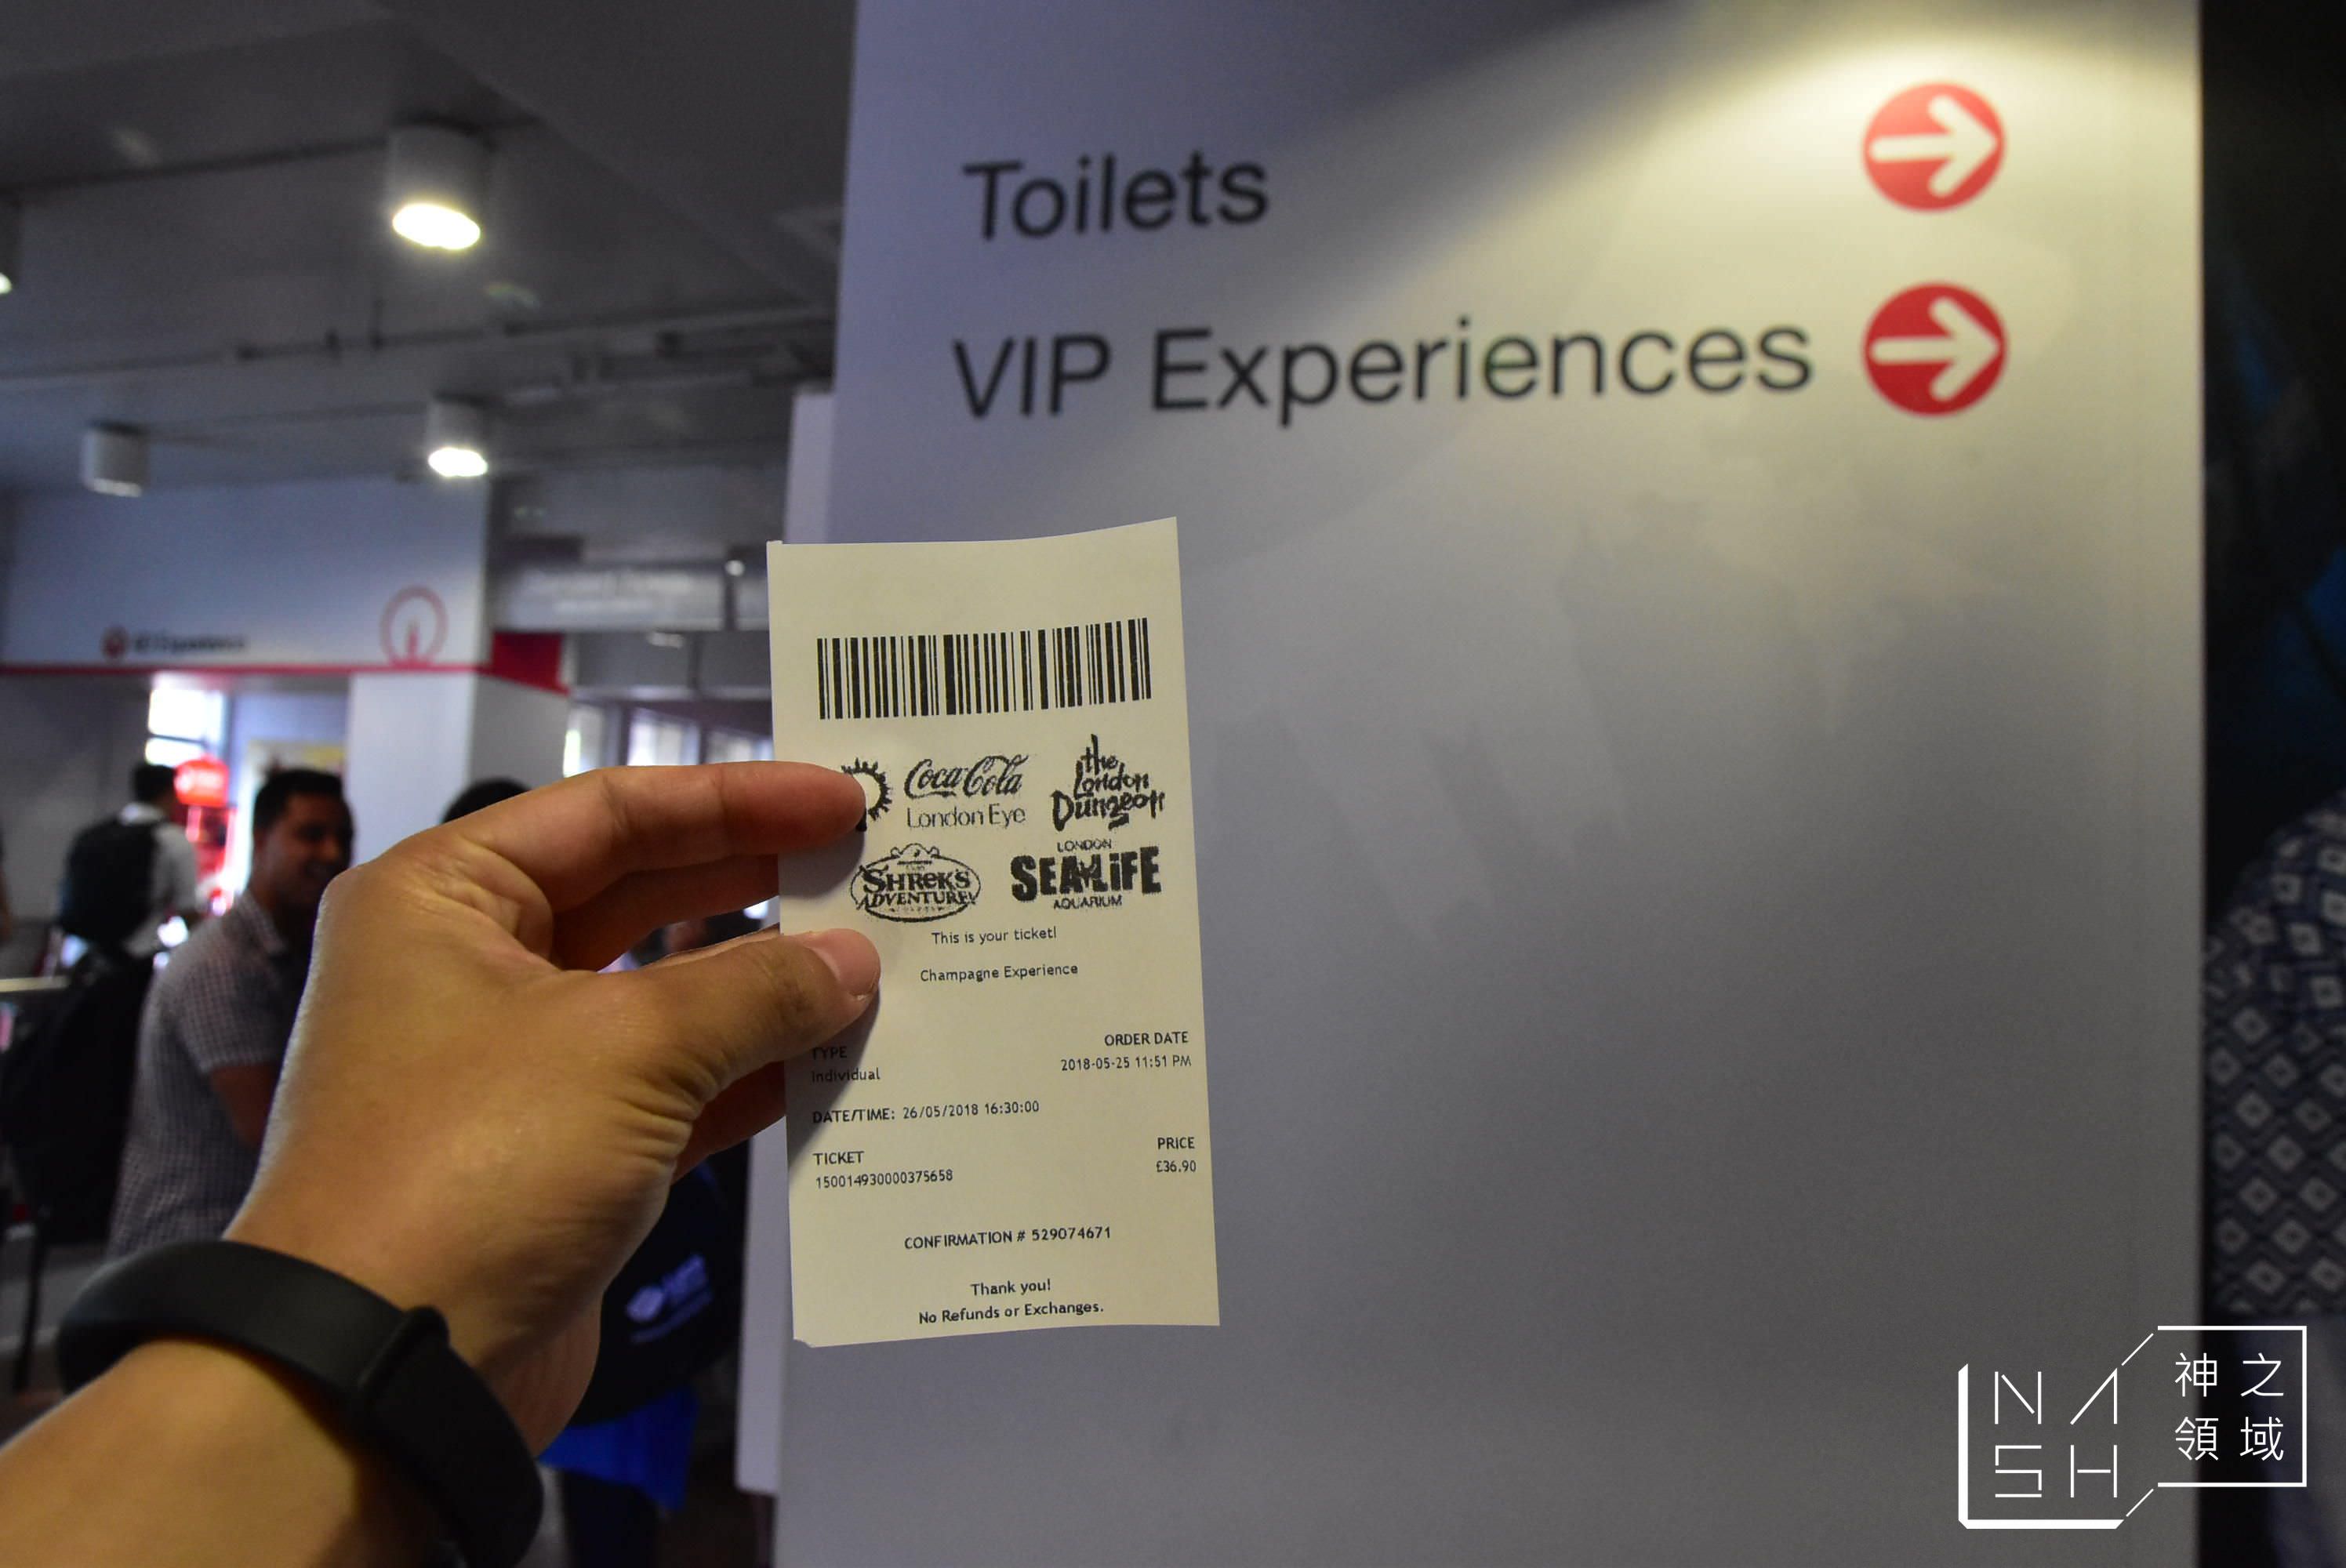 Toilets
VIP Experiences
Coca-Cola
London Eye
the
London
Dungeon
SHREK'S
ADVENTURE!
LONDON
SEA LiFE
AQUARIUM
This is your ticket!
Champagne Experience
TYPE
Individual
ORDER DATE
2018-05-25 11:51 PM
DATE/TIME: 26/05/2018 16:30:00
TICKET
150014930000375658
PRICE
£36.90
CONFIRMATION # 529074671
Thank you!
No Refunds or Exchanges.
NASH
神之
領域